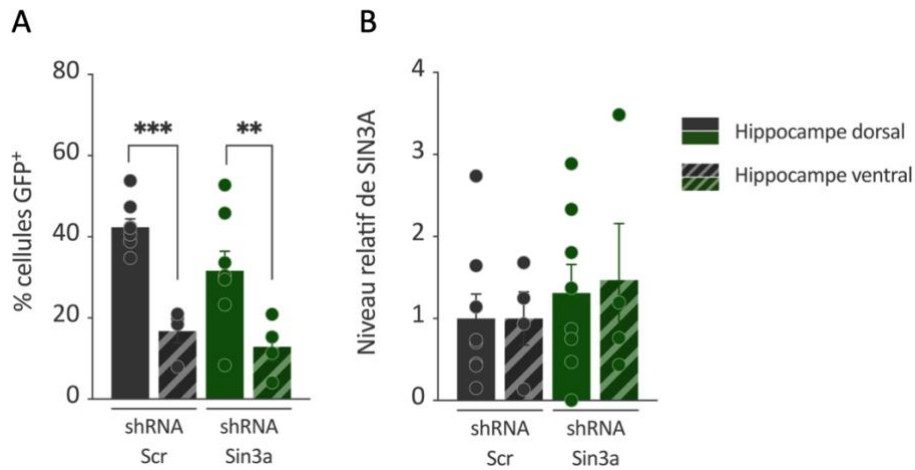 A
B
% cellules GFP+
80
60
40
20
0
***
**
shRNA
Scr
shRNA
Sin3a
Niveau relatif de SIN3A
4
3
2
1
0
shRNA
Scr
shRNA
Sin3a
Hippocampe dorsal
Hippocampe ventral